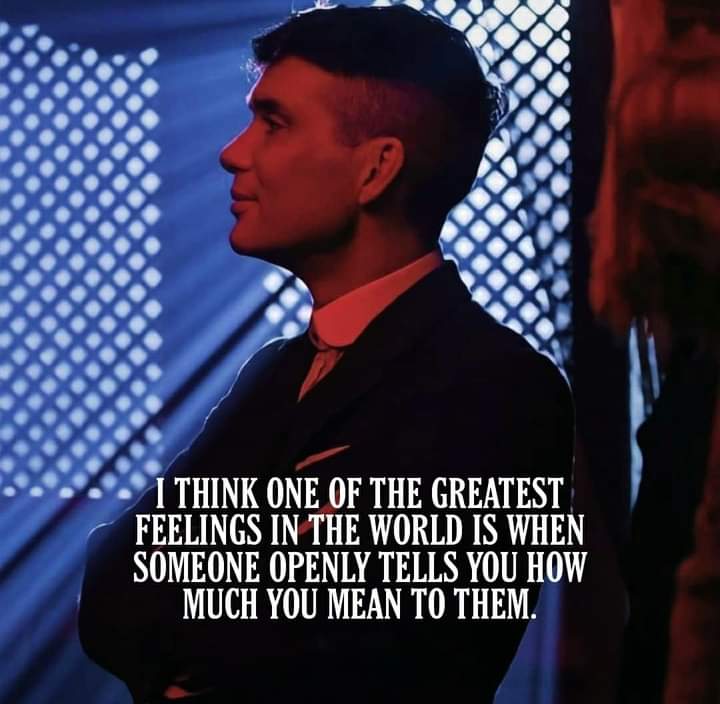 I THINK ONE OF THE GREATEST
FEELINGS IN THE WORLD IS WHEN
SOMEONE OPENLY TELLS YOU HOW
MUCH YOU MEAN TO THEM.